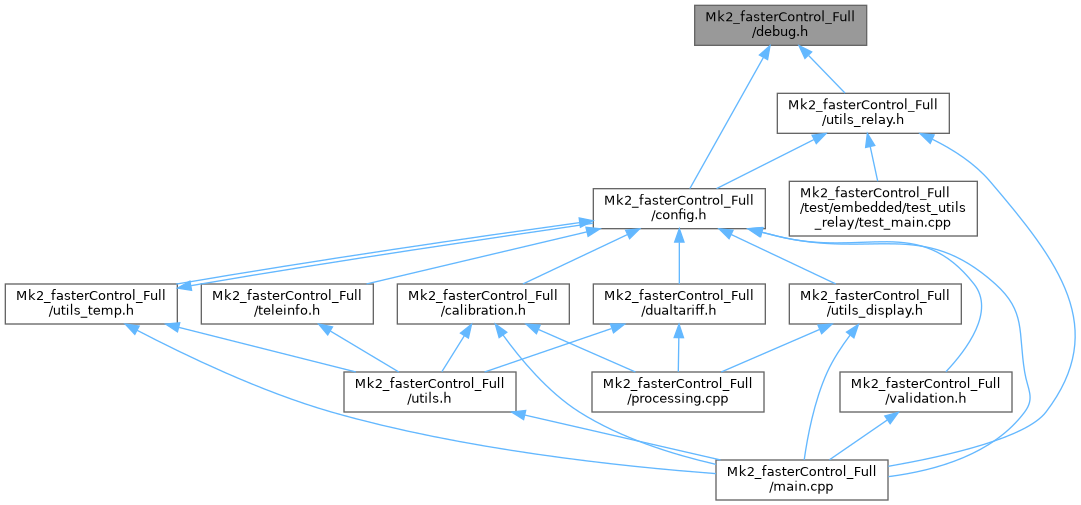 Mk2_fasterControl_Full
/debug.h
Mk2_fasterControl_Full
/utils_relay.h
Mk2_fasterControl_Full
/config.h
Mk2_fasterControl_Full
/test/embedded/test_utils
_relay/test_main.cpp
Mk2_fasterControl_Full
/utils_temp.h
Mk2_fasterControl_Full
/teleinfo.h
Mk2_fasterControl_Full
/calibration.h
Mk2_fasterControl_Full
/dualtariff.h
Mk2_fasterControl_Full
/utils_display.h
Mk2_fasterControl_Full
/utils.h
Mk2_fasterControl_Full
/processing.cpp
Mk2_fasterControl_Full
/validation.h
Mk2_fasterControl_Full
/main.cpp